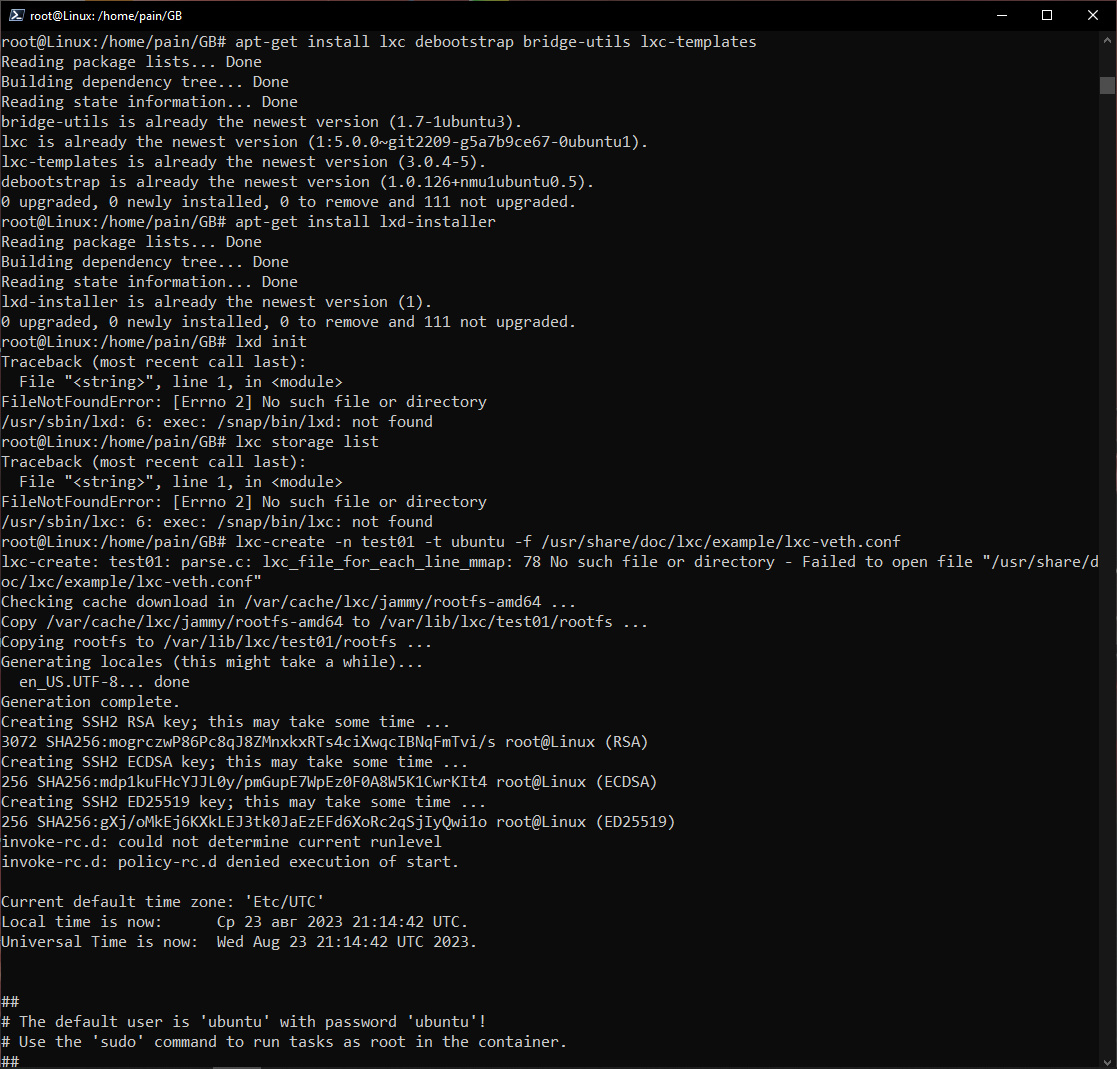 root@Linux: /home/pain/GB
root@Linux:/home/pain/GB# apt-get install lxc debootstrap bridge-utils lxc-templates
Reading package lists... Done
Building dependency tree... Done
Reading state information... Done
bridge-utils is already the newest version (1.7-1ubuntu3).
lxc is already the newest version (1:5.0.0~git2209-g5a7b9ce67-0ubuntu1).
lxc-templates is already the newest version (3.0.4-5).
debootstrap is already the newest version (1.0.126+nmu1ubuntu0.5).
0 upgraded, 0 newly installed, 0 to remove and 111 not upgraded.
root@Linux:/home/pain/GB# apt-get install lxd-installer
Reading package lists... Done
Building dependency tree... Done
Reading state information... Done
lxd-installer is already the newest version (1).
0 upgraded, 0 newly installed, 0 to remove and 111 not upgraded.
root@Linux:/home/pain/GB# lxd init
Traceback (most recent call last):
  File "<string>", line 1, in <module>
FileNotFoundError: [Errno 2] No such file or directory
/usr/sbin/lxd: 6: exec: /snap/bin/lxd: not found
root@Linux:/home/pain/GB# lxc storage list
Traceback (most recent call last):
  File "<string>", line 1, in <module>
FileNotFoundError: [Errno 2] No such file or directory
/usr/sbin/lxc: 6: exec: /snap/bin/lxc: not found
root@Linux:/home/pain/GB# lxc-create -n test01 -t ubuntu -f /usr/share/doc/lxc/example/lxc-veth.conf
lxc-create: test01: parse.c: lxc_file_for_each_line_mmap: 78 No such file or directory - Failed to open file "/usr/share/d
oc/lxc/example/lxc-veth.conf"
Checking cache download in /var/cache/lxc/jammy/rootfs-amd64 ...
Copy /var/cache/lxc/jammy/rootfs-amd64 to /var/lib/lxc/test01/rootfs ...
Copying rootfs to /var/lib/lxc/test01/rootfs ...
Generating locales (this might take a while)...
  en_US.UTF-8... done
Generation complete.
Creating SSH2 RSA key; this may take some time ...
3072 SHA256:mogrczwP86Pc8qJ8ZMnxkxRTs4ciXwqcIBNqFmTvi/s root@Linux (RSA)
Creating SSH2 ECDSA key; this may take some time ...
256 SHA256:mdp1kuFHcYJJL0y/pmGupE7WpEz0F0A8W5K1CwrKIt4 root@Linux (ECDSA)
Creating SSH2 ED25519 key; this may take some time ...
256 SHA256:gXj/oMkEj6KXkLEJ3tk0JaEzEFd6XoRc2qSjIyQwi1o root@Linux (ED25519)
invoke-rc.d: could not determine current runlevel
invoke-rc.d: policy-rc.d denied execution of start.
Current default time zone: 'Etc/UTC'
Local time is now:      Ср 23 авг 2023 21:14:42 UTC.
Universal Time is now:  Wed Aug 23 21:14:42 UTC 2023.
##
# The default user is 'ubuntu' with password 'ubuntu'!
# Use the 'sudo' command to run tasks as root in the container.
##